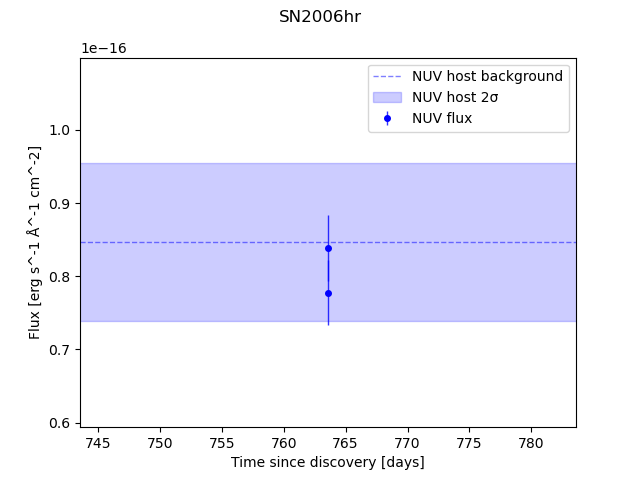 SN2006hr
1e−16
NUV host background
NUV host 2σ
NUV flux
1.0
0.9
0.8
0.7
0.6
Flux [erg s^-1 Å^-1 cm^-2]
745 750 755 760 765 770 775 780
Time since discovery [days]